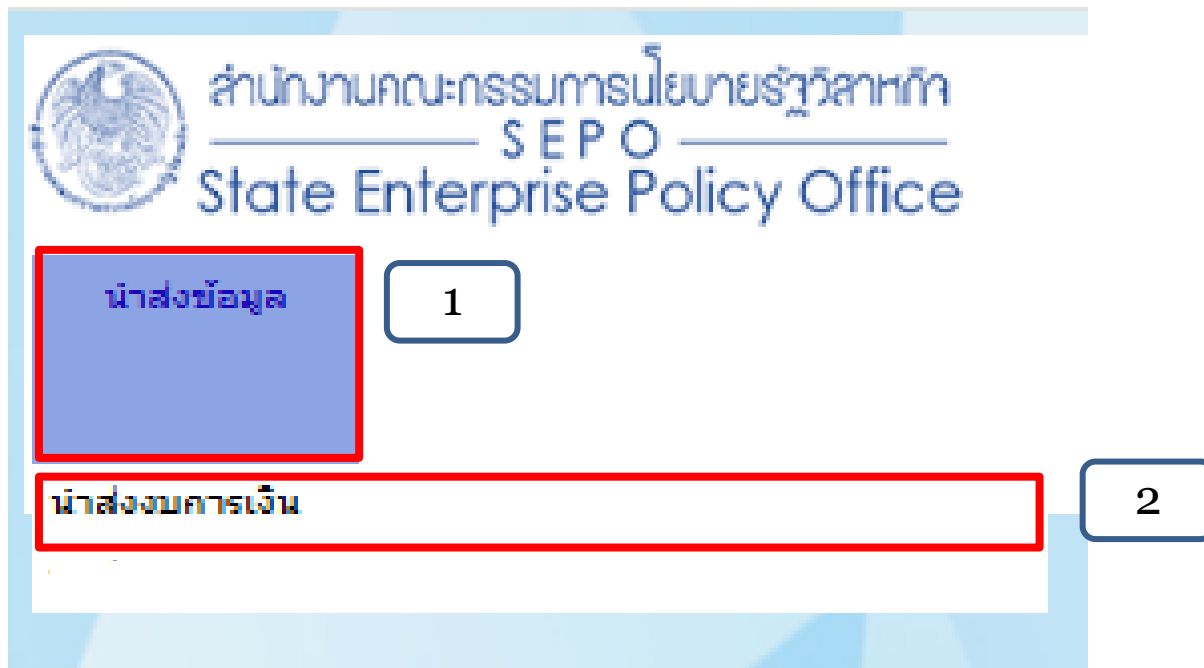 สำนักงานคณะกรรมการนโยบายรัฐวิสาหกิจ
SEPO
State Enterprise Policy Office
นำส่งข้อมูล
1
นำส่งงบการเงิน
2